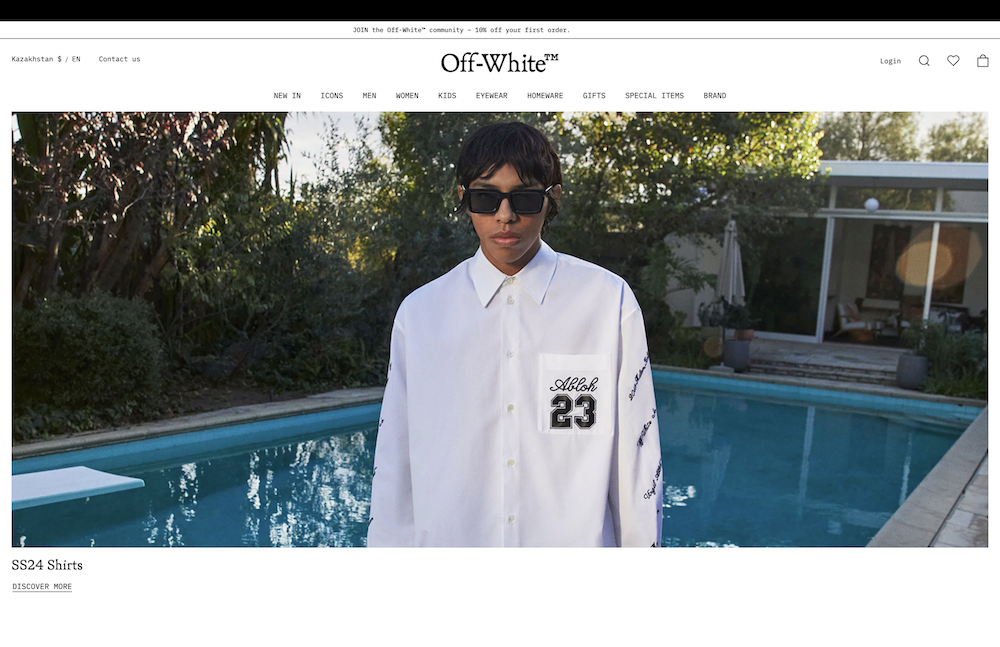 JOIN the Off-White™ community – 10% off your first order.
Kazakhstan $ / EN
Contact us
Off-White™
Login
NEW IN
ICONS
MEN
WOMEN
KIDS
EYEWEAR
HOMEWARE
GIFTS
SPECIAL ITEMS
BRAND
Abloh
23
SS24 Shirts
DISCOVER MORE